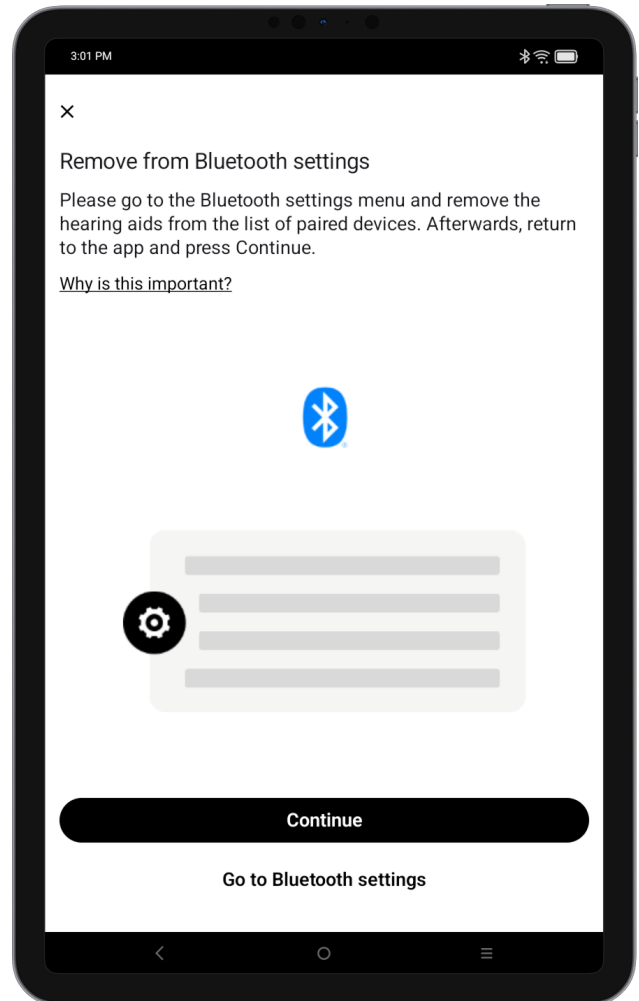 3:01 PM
Remove from Bluetooth settings
Please go to the Bluetooth settings menu and remove the
hearing aids from the list of paired devices. Afterwards, return
to the app and press Continue.
Why is this important?
Continue
Go to Bluetooth settings